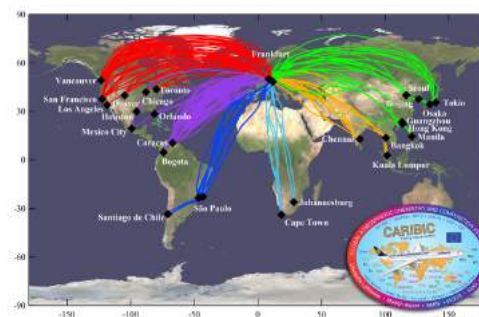 90
60
30
0
-30
-60
-90
-150
-100
-50
0
50
100
150
Frankfurt
Vancouver
Toronto
San Francisco
Denver
Chicago
Los Angeles
Houston
Orlando
Mexico City
Caracas
Bogota
Santiago de Chile
São Paulo
Cape Town
Johannesburg
Chennai
Bangkok
Kuala Lumpur
Seoul
Beijing
Tokio
Osaka
Guangzhou
Hong Kong
Manila
CARIBIC